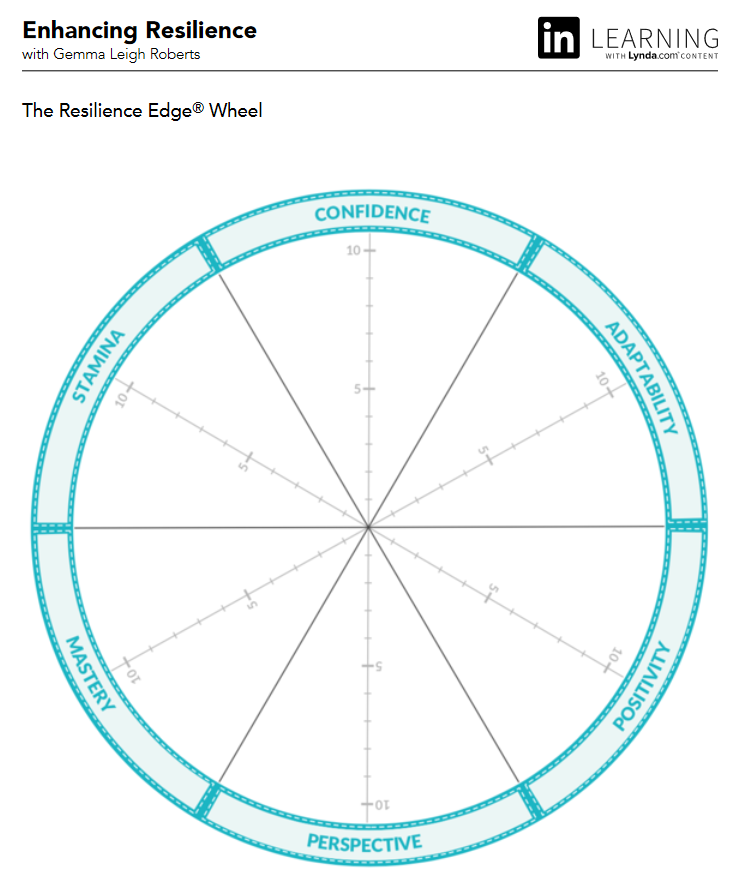 Enhancing Resilience
with Gemma Leigh Roberts
in LEARNING
WITH Lynda.com® CONTENT
The Resilience Edge® Wheel
CONFIDENCE
10
5
ADAPTABILITY
10
5
POSITIVITY
10
5
PERSPECTIVE
10
5
MASTERY
10
5
STAMINA
10
5